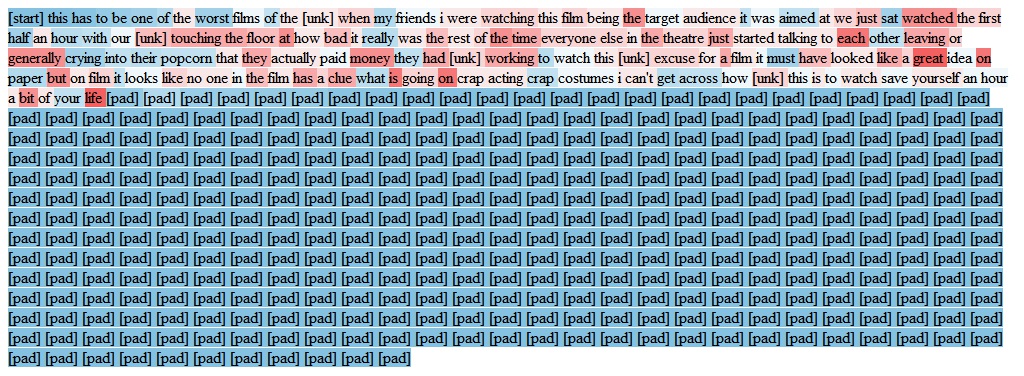 [start] this has to be one of the worst films of the [unk] when my friends i were watching this film being the target audience it was aimed at we just sat watched the first
half an hour with our [unk] touching the floor at how bad it really was the rest of the time everyone else in the theatre just started talking to each other leaving or
generally crying into their popcorn that they actually paid money they had [unk] working to watch this [unk] excuse for a film it must have looked like a great idea on
paper but on film it looks like no one in the film has a clue what is going on crap acting crap costumes i can't get across how [unk] this is to watch save yourself an hour
a bit of your life [pad] [pad] [pad] [pad] [pad] [pad] [pad] [pad] [pad] [pad] [pad] [pad] [pad] [pad] [pad] [pad] [pad] [pad] [pad] [pad] [pad] [pad] [pad] [pad]
[pad] [pad] [pad] [pad] [pad] [pad] [pad] [pad] [pad] [pad] [pad] [pad] [pad] [pad] [pad] [pad] [pad] [pad] [pad] [pad] [pad] [pad] [pad] [pad] [pad] [pad] [pad]
[pad] [pad] [pad] [pad] [pad] [pad] [pad] [pad] [pad] [pad] [pad] [pad] [pad] [pad] [pad] [pad] [pad] [pad] [pad] [pad] [pad] [pad] [pad] [pad] [pad] [pad] [pad]
[pad] [pad] [pad] [pad] [pad] [pad] [pad] [pad] [pad] [pad] [pad] [pad] [pad] [pad] [pad] [pad] [pad] [pad] [pad] [pad] [pad] [pad] [pad] [pad] [pad] [pad] [pad]
[pad] [pad] [pad] [pad] [pad] [pad] [pad] [pad] [pad] [pad] [pad] [pad] [pad] [pad] [pad] [pad] [pad] [pad] [pad] [pad] [pad] [pad] [pad] [pad] [pad] [pad] [pad]
[pad] [pad] [pad] [pad] [pad] [pad] [pad] [pad] [pad] [pad] [pad] [pad] [pad] [pad] [pad] [pad] [pad] [pad] [pad] [pad] [pad] [pad] [pad] [pad] [pad] [pad] [pad]
[pad] [pad] [pad] [pad] [pad] [pad] [pad] [pad] [pad] [pad] [pad] [pad] [pad] [pad] [pad] [pad] [pad] [pad] [pad] [pad] [pad] [pad] [pad] [pad] [pad] [pad] [pad]
[pad] [pad] [pad] [pad] [pad] [pad] [pad] [pad] [pad] [pad] [pad] [pad] [pad] [pad] [pad] [pad] [pad] [pad] [pad] [pad] [pad] [pad] [pad] [pad] [pad] [pad] [pad]
[pad] [pad] [pad] [pad] [pad] [pad] [pad] [pad] [pad] [pad] [pad] [pad] [pad] [pad] [pad] [pad] [pad] [pad] [pad] [pad] [pad] [pad] [pad] [pad] [pad] [pad] [pad]
[pad] [pad] [pad] [pad] [pad] [pad] [pad] [pad] [pad] [pad] [pad] [pad] [pad] [pad] [pad] [pad] [pad] [pad] [pad] [pad] [pad] [pad] [pad] [pad] [pad] [pad] [pad]
[pad] [pad] [pad] [pad] [pad] [pad] [pad] [pad] [pad] [pad] [pad] [pad] [pad] [pad] [pad] [pad] [pad] [pad] [pad] [pad] [pad] [pad] [pad] [pad] [pad] [pad] [pad]
[pad] [pad] [pad] [pad] [pad] [pad] [pad] [pad] [pad] [pad] [pad] [pad] [pad] [pad] [pad] [pad] [pad] [pad] [pad] [pad] [pad] [pad] [pad] [pad] [pad] [pad] [pad]
[pad] [pad] [pad] [pad] [pad] [pad] [pad] [pad] [pad] [pad] [pad] [pad] [pad] [pad] [pad] [pad] [pad] [pad] [pad] [pad] [pad] [pad] [pad] [pad] [pad] [pad] [pad]
[pad] [pad] [pad] [pad] [pad] [pad] [pad] [pad] [pad] [pad] [pad]